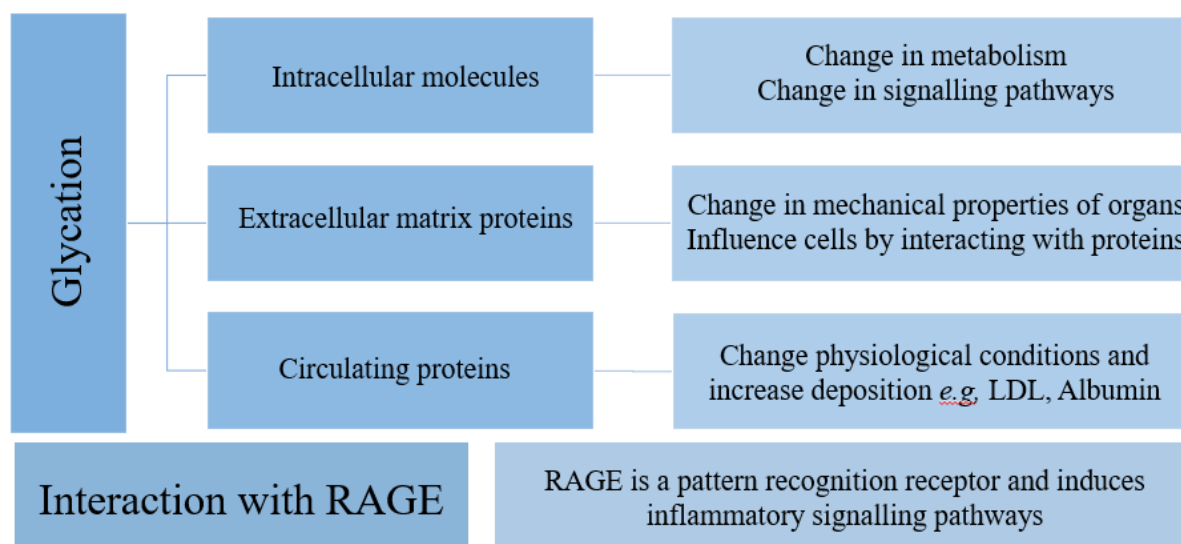 Glycation
Intracellular molecules
Change in metabolism
Change in signalling pathways
Extracellular matrix proteins
Change in mechanical properties of organs
Influence cells by interacting with proteins
Circulating proteins
Change physiological conditions and
increase deposition e.g, LDL, Albumin
Interaction with RAGE
RAGE is a pattern recognition receptor and induces
inflammatory signalling pathways